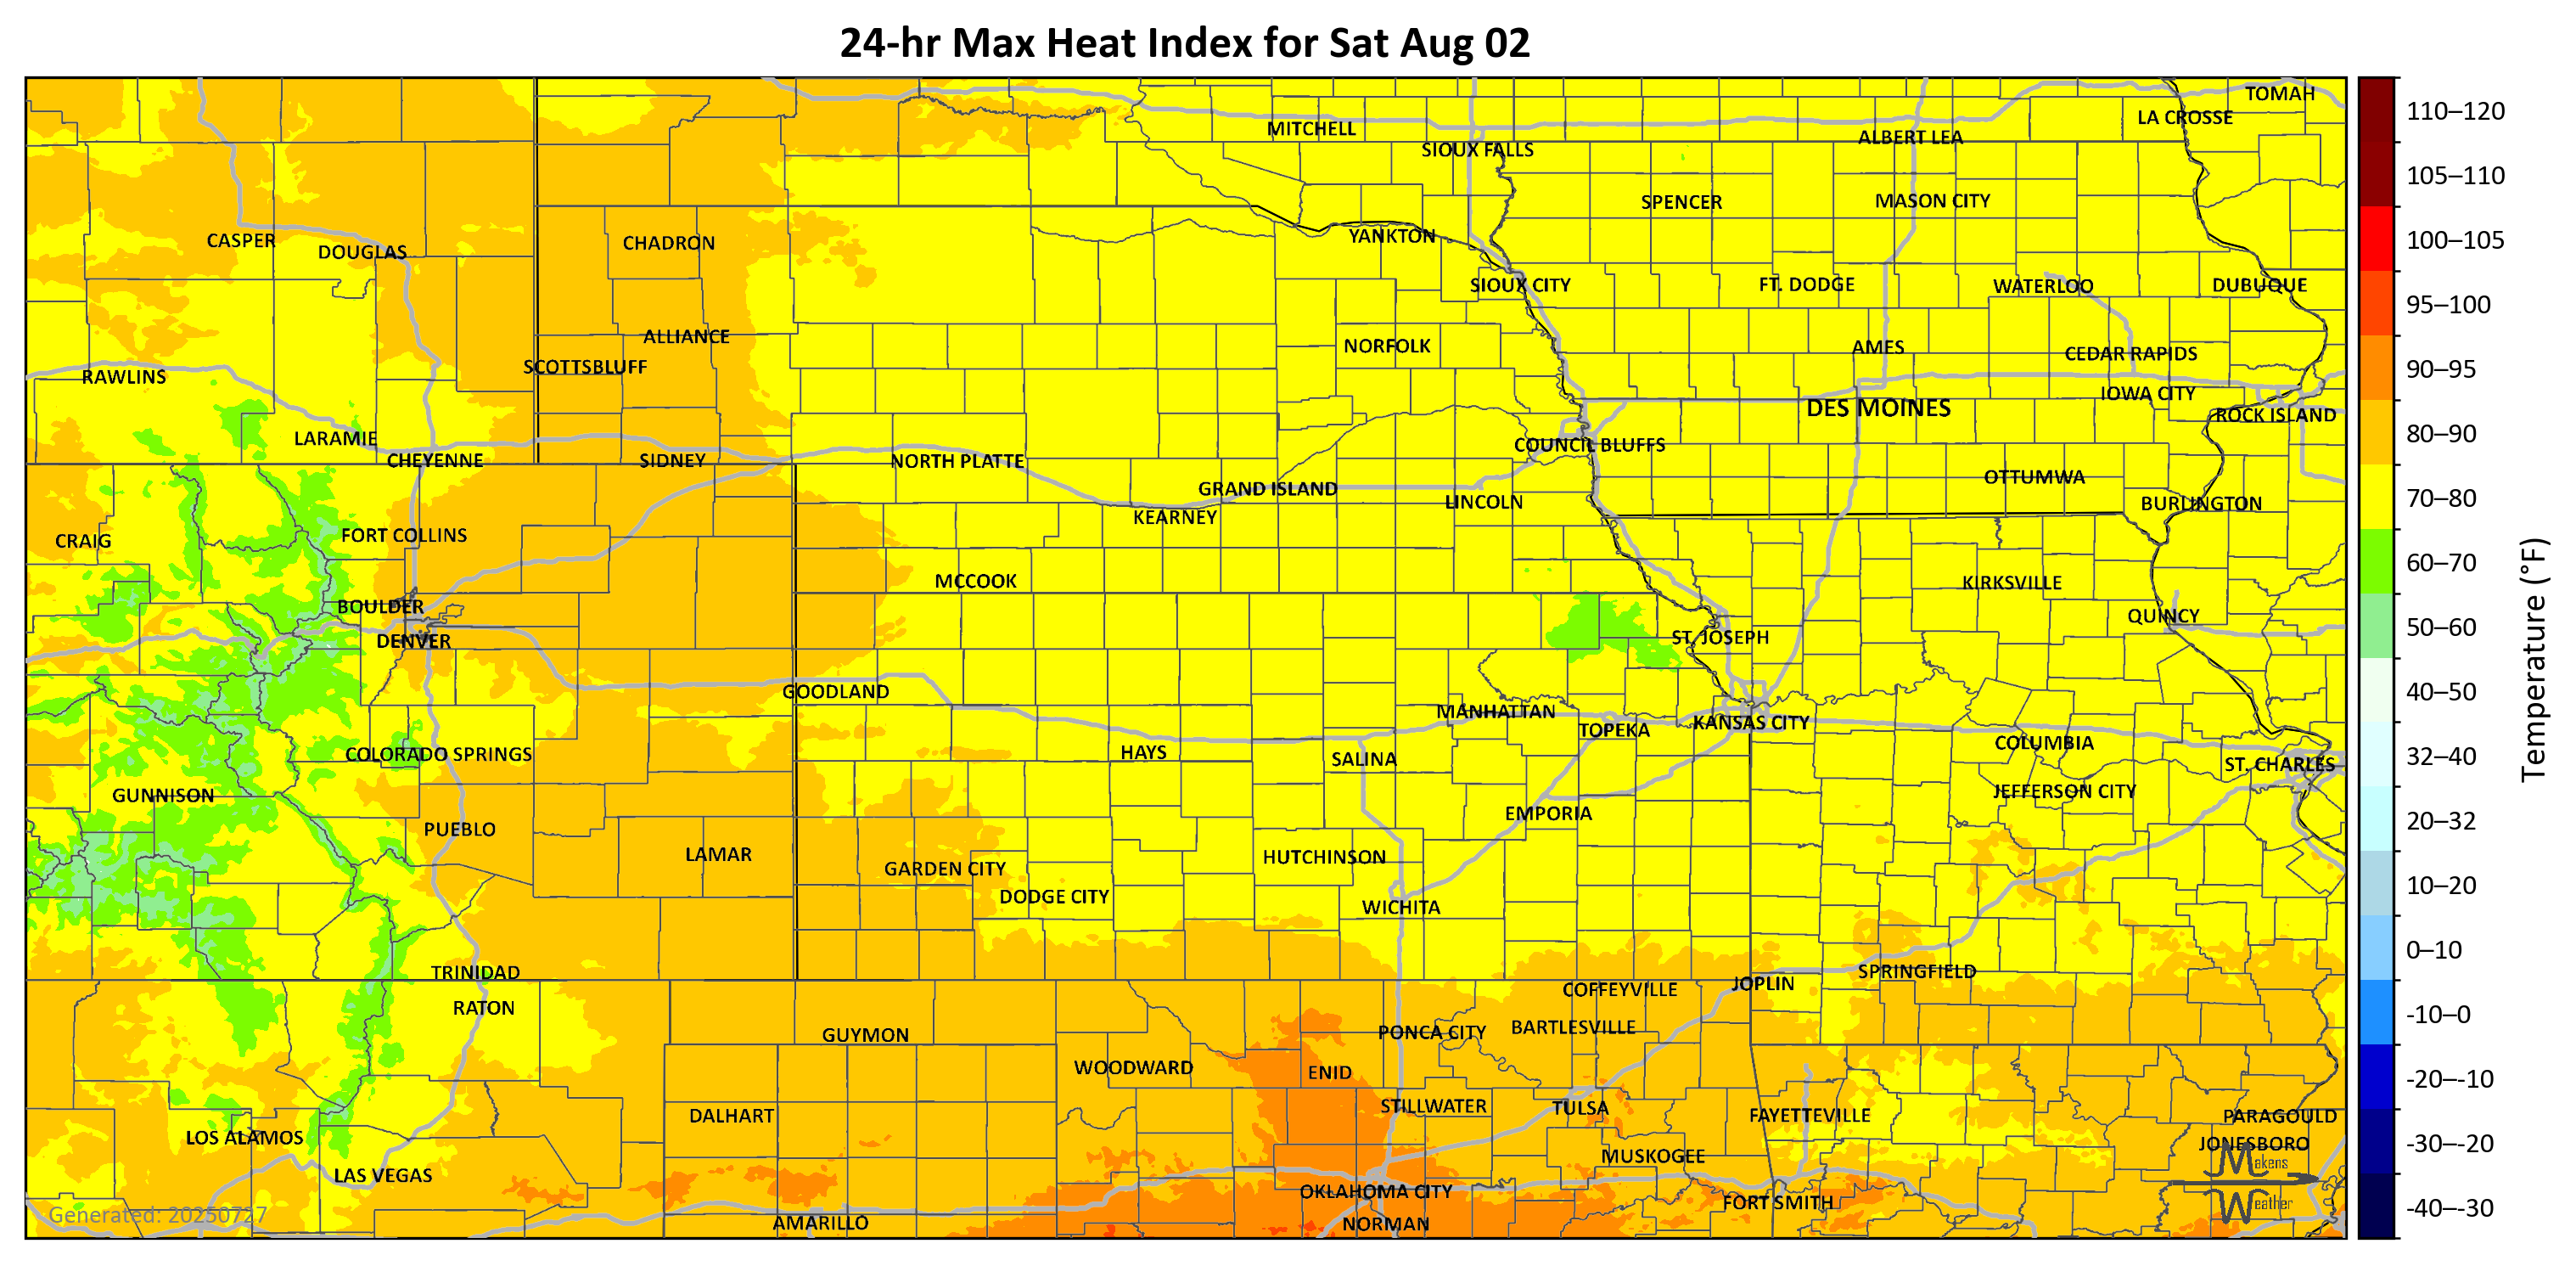 24-hr Max Heat Index for Sat Aug 02
TOMAH
LA CROSSE
MITCHELL
ALBERT LEA
SIOUX FALLS
SPENCER
MASON CITY
CASPER
DOUGLAS
CHADRON
YANKTON
SIOUX CITY
FT. DODGE
WATERLOO
DUBUQUE
ALLIANCE
NORFOLK
AMES
CEDAR RAPIDS
SCOTTSBLUFF
RAWLINS
IOWA CITY
DES MOINES
ROCK ISLAND
LARAMIE
COUNCIL BLUFFS
CHEYENNE
SIDNEY
NORTH PLATTE
OTTUMWA
GRAND ISLAND
LINCOLN
BURLINGTON
KEARNEY
CRAIG
FORT COLLINS
MCCOOK
KIRKSVILLE
BOULDER
QUINCY
DENVER
ST. JOSEPH
GOODLAND
MANHATTAN
TOPEKA
KANSAS CITY
COLUMBIA
COLORADO SPRINGS
HAYS
SALINA
ST. CHARLES
GUNNISON
JEFFERSON CITY
EMPORIA
PUEBLO
LAMAR
HUTCHINSON
GARDEN CITY
DODGE CITY
WICHITA
TRINIDAD
SPRINGFIELD
JOPLIN
COFFEYVILLE
RATON
GUYMON
PONCA CITY
BARTLESVILLE
WOODWARD
ENID
STILLWATER
TULSA
DALHART
FAYETTEVILLE
PARAGOULD
LOS ALAMOS
JONESBORO
MUSKOGEE
LAS VEGAS
OKLAHOMA CITY
FORT SMITH
AMARILLO
NORMAN
Makens
Weather
Generated: 20250727
110–120
105–110
100–105
95–100
90–95
80–90
70–80
60–70
50–60
40–50
32–40
20–32
10–20
0–10
-10–0
-20–-10
-30–-20
-40–-30
Temperature (°F)